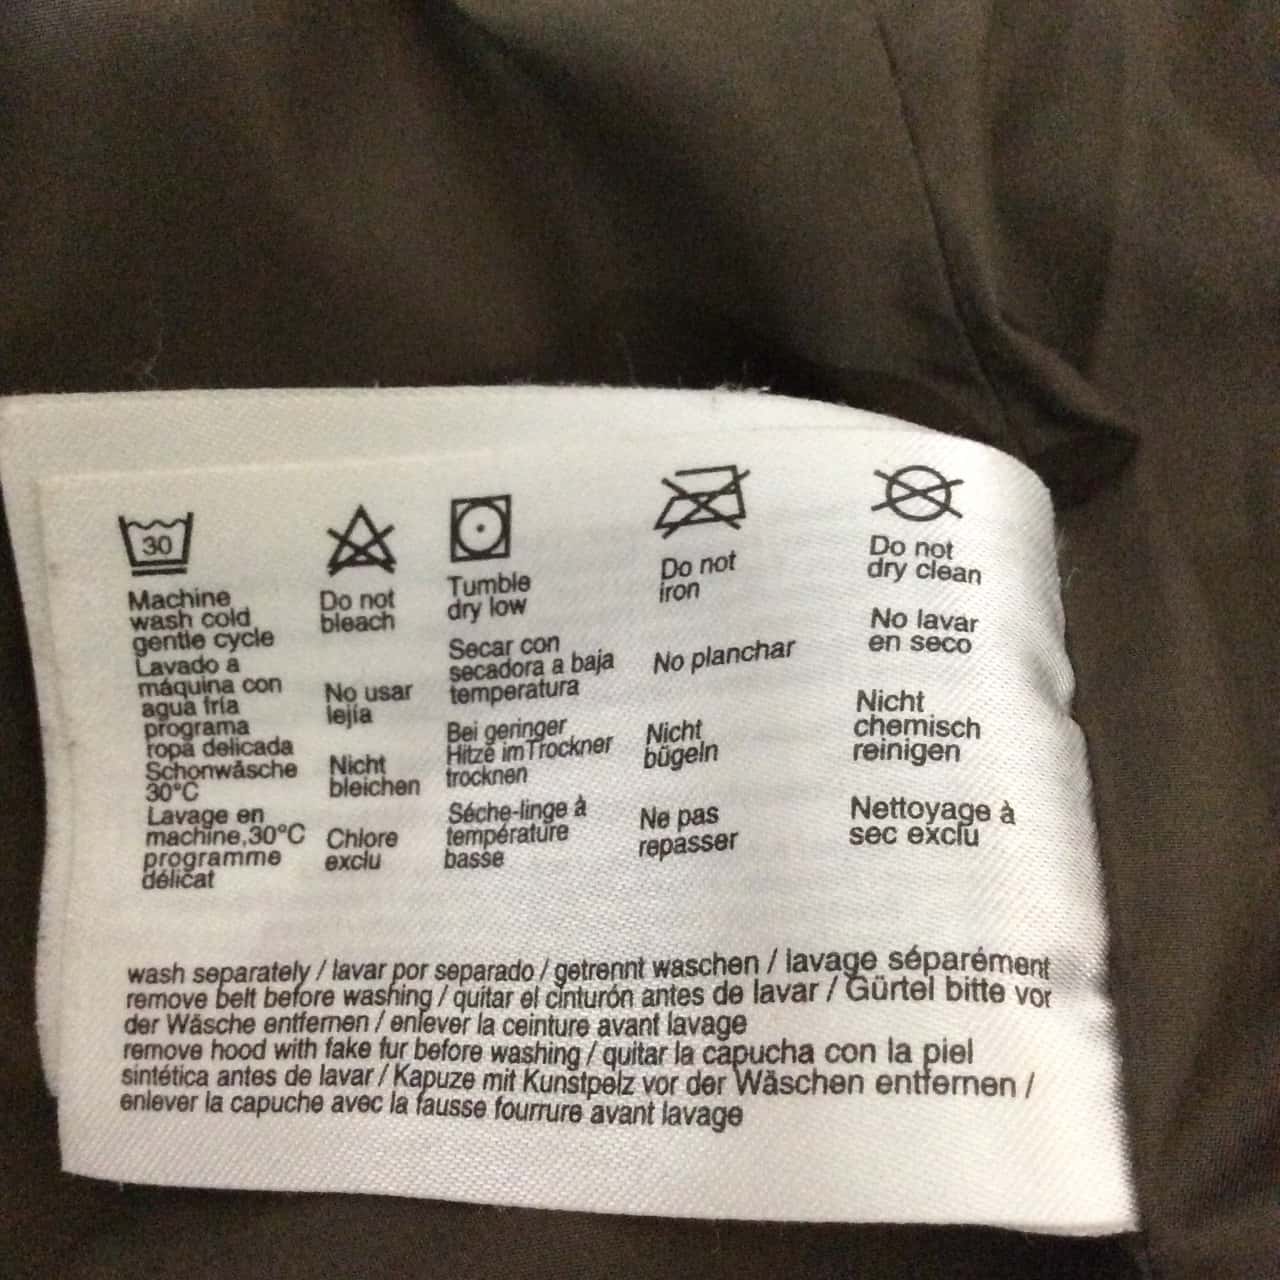 30
Machine
wash cold
gentle cycle
Lavado a
máquina con
agua fría
programa
ropa delicada
Schonwäsche
30°C
Lavage en
machine,30°C
programme
délicat
Do not
bleach
No usar
lejía
Nicht
bleichen
Chlore
exclu
Tumble
dry low
Secar con
secadora a baja
temperatura
Bei geringer
Hitze imTrockner
trocknen
Séche-linge à
température
basse
Do not
iron
No planchar
Nicht
bügeln
Ne pas
repasser
Do not
dry clean
No lavar
en seco
Nicht
chemisch
reinigen
Nettoyage à
sec exclu
wash separately / lavar por separado / getrennt waschen / lavage séparément
remove belt before washing / quitar el cinturón antes de lavar / Gürtel bitte vor
der Wäsche entfernen / enlever la ceinture avant lavage
remove hood with fake fur before washing / quitar la capucha con la piel
sintética antes de lavar / Kapuze mit Kunstpelz vor der Wäschen entfernen /
enlever la capuche avec la fausse fourrure avant lavage